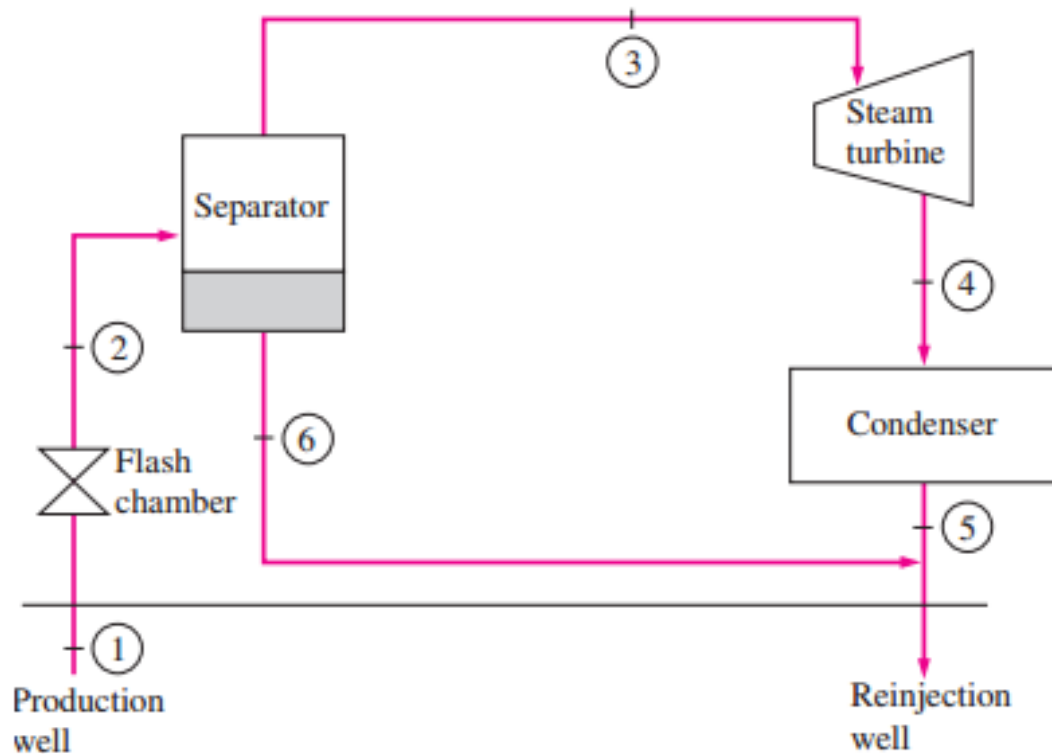 3
Steam
turbine
Separator
4
2
Condenser
6
Flash
chamber
5
1
Production
well
Reinjection
well